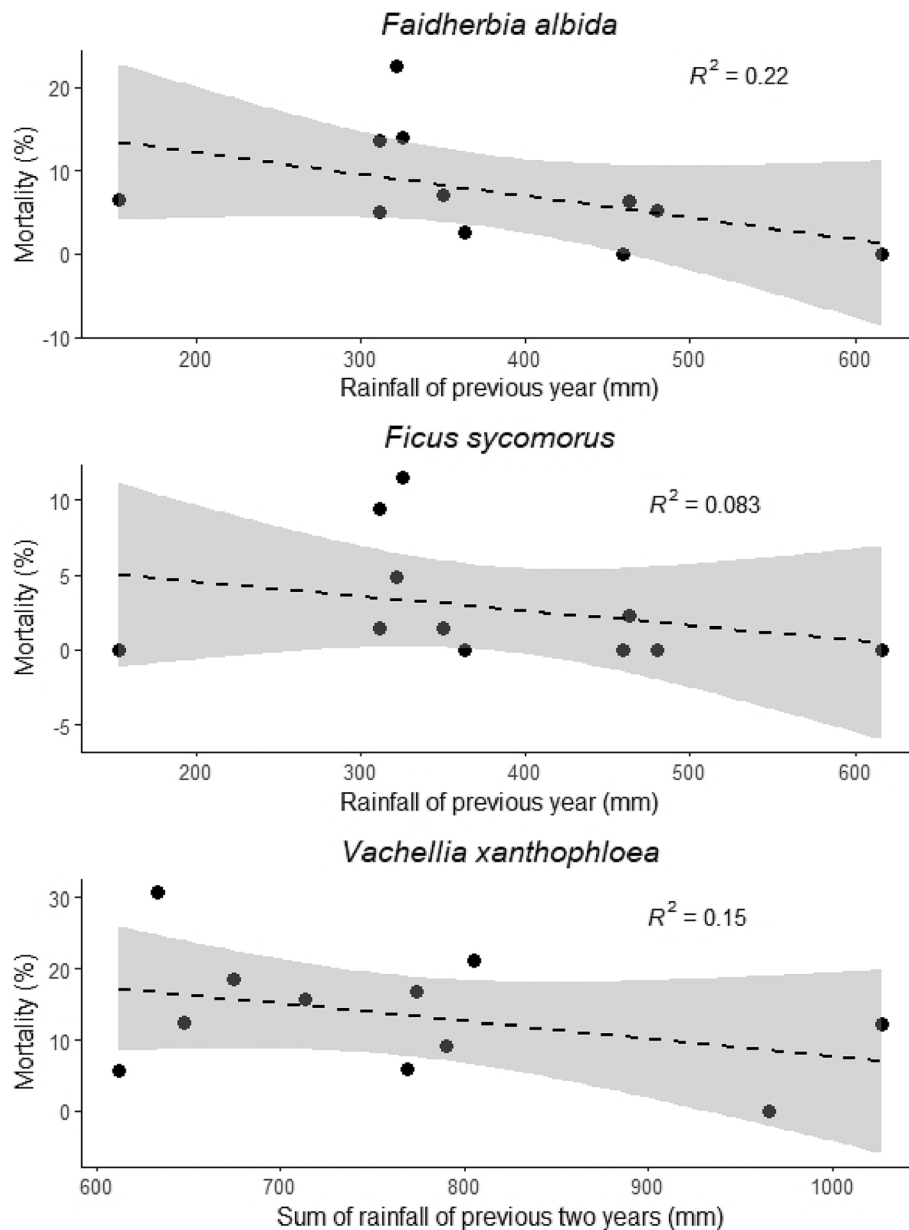 Faidherbia albida
R² = 0.22
20
10
0
-10
Mortality (%)
200 300 400 500 600
Rainfall of previous year (mm)
Ficus sycomorus
R² = 0.083
10
5
0
-5
Mortality (%)
200 300 400 500 600
Rainfall of previous year (mm)
Vachellia xanthophloea
R² = 0.15
30
20
10
0
Mortality (%)
600 700 800 900 1000
Sum of rainfall of previous two years (mm)